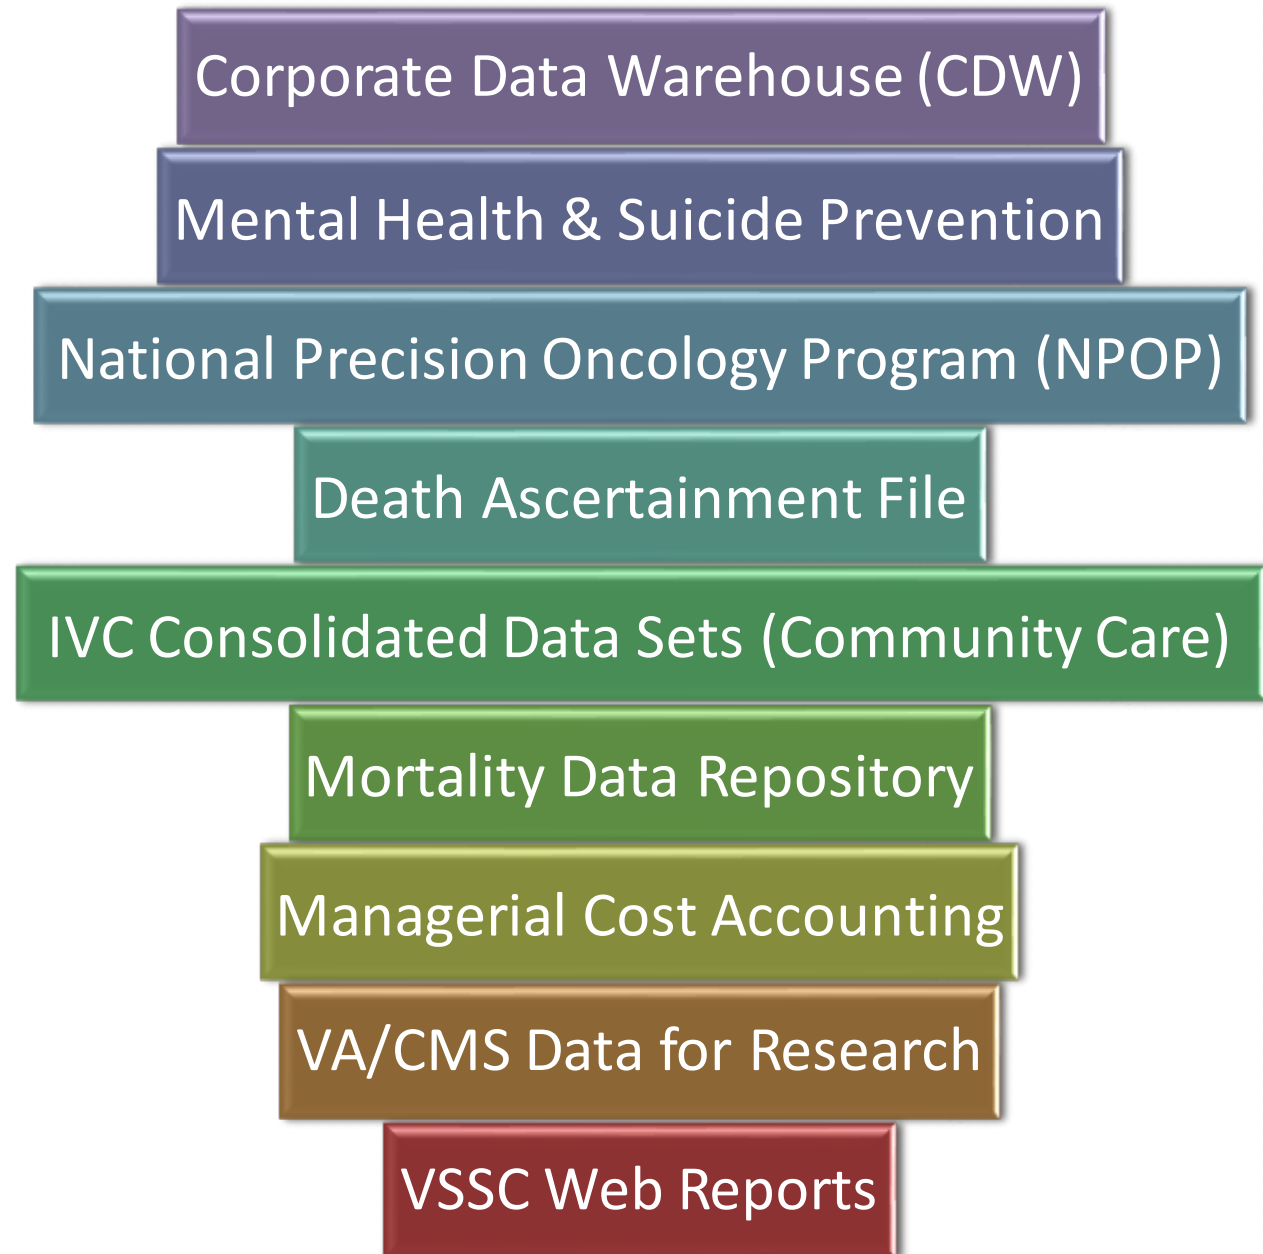 Corporate Data Warehouse (CDW)
Mental Health & Suicide Prevention
National Precision Oncology Program (NPOP)
Death Ascertainment File
IVC Consolidated Data Sets (Community Care)
Mortality Data Repository
Managerial Cost Accounting
VA/CMS Data for Research
VSSC Web Reports